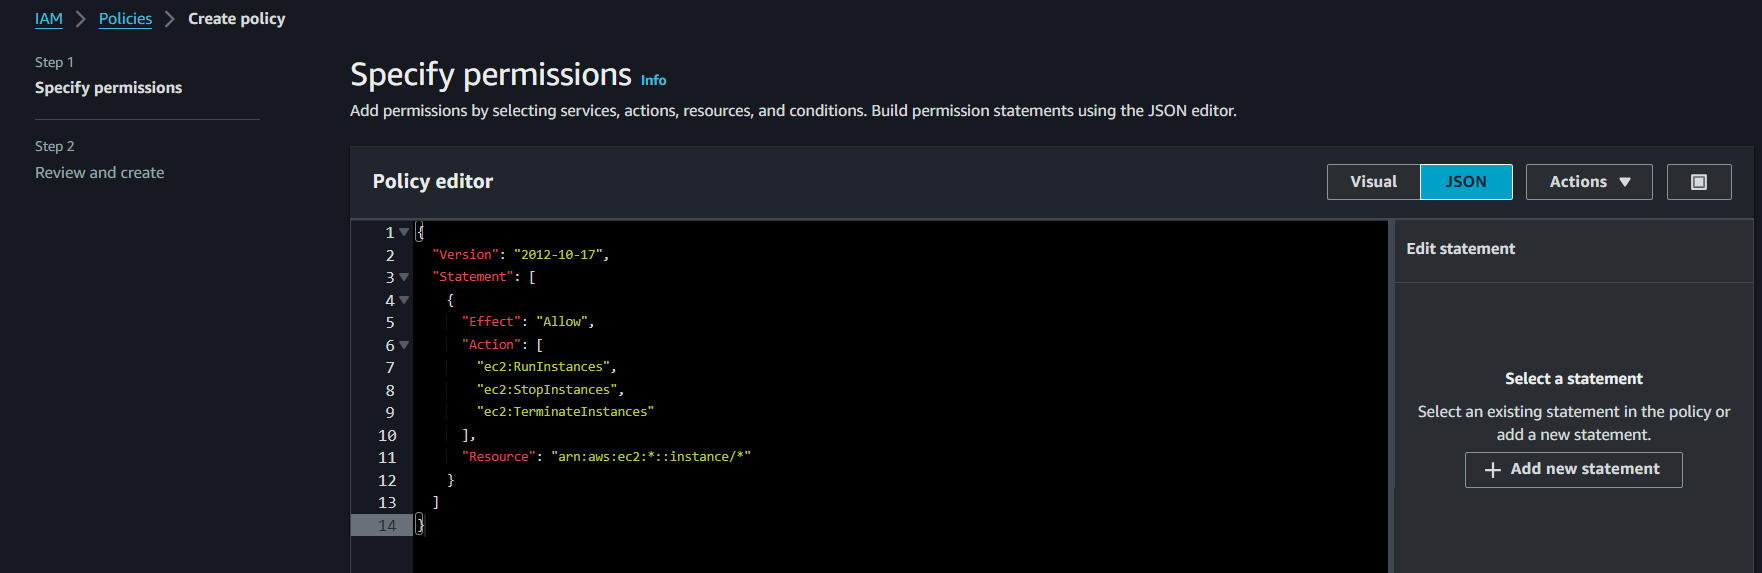 IAM > Policies > Create policy
Step 1
Specify permissions
Step 2
Review and create
Specify permissions Info
Add permissions by selecting services, actions, resources, and conditions. Build permission statements using the JSON editor.
Policy editor
Visual JSON Actions ▼
1 {
2 "Version": "2012-10-17",
3 "Statement": [
4 {
5 "Effect": "Allow",
6 "Action": [
7 "ec2:RunInstances",
8 "ec2:StopInstances",
9 "ec2:TerminateInstances"
10 ],
11 "Resource": "arn:aws:ec2:*::instance/*"
12 }
13 ]
14 }
Edit statement
Select a statement
Select an existing statement in the policy or
add a new statement.
+ Add new statement